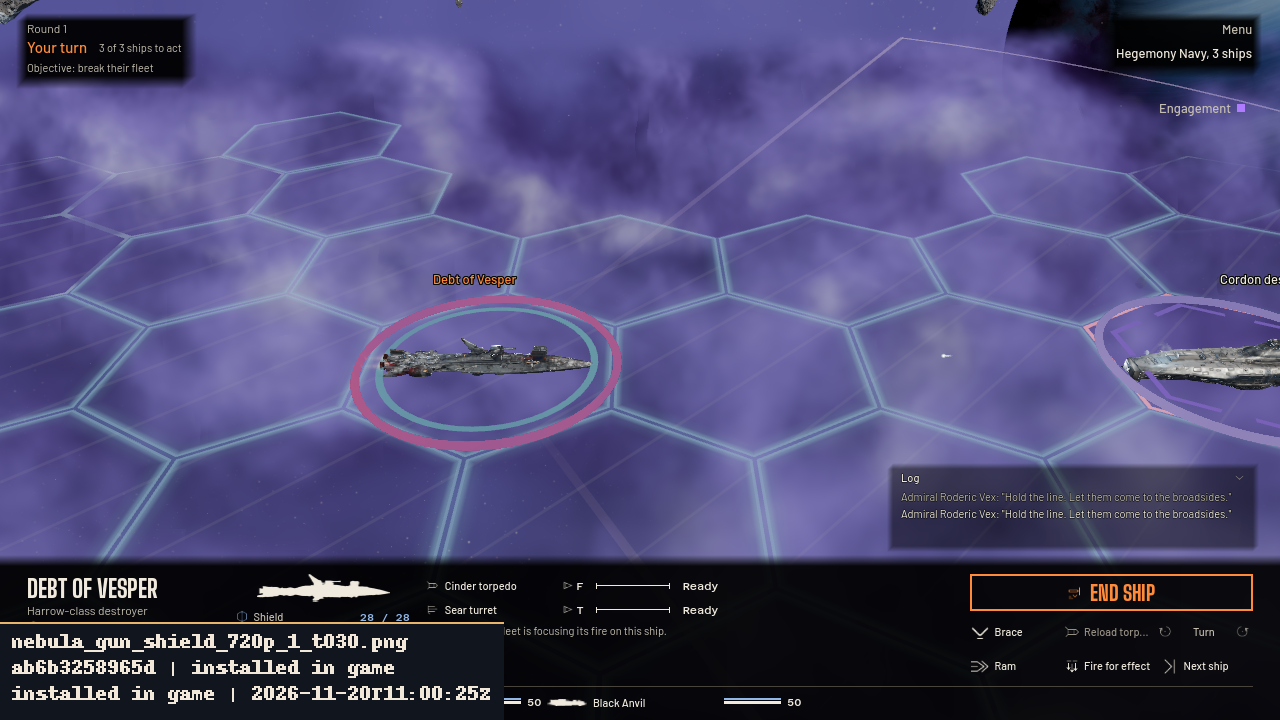 Round 1
Your turn 3 of 3 ships to act
Objective: break their fleet
Menu
Hegemony Navy, 3 ships
Engagement
Debt of Vesper
Cordon des
Log
Admiral Roderic Vex: "Hold the line. Let them come to the broadsides."
Admiral Roderic Vex: "Hold the line. Let them come to the broadsides."
DEBT OF VESPER
Harrow-class destroyer
Shield 28 / 28
Cinder torpedo F Ready
Sear turret T Ready
leet is focusing its fire on this ship.
END SHIP
Brace Reload torp... Turn
Ram Fire for effect Next ship
nebula_gun_shield_720p_1_t030.png
ab6b3258965d | installed in game
installed in game | 2026-11-20T11:00:25Z
50 Black Anvil 50